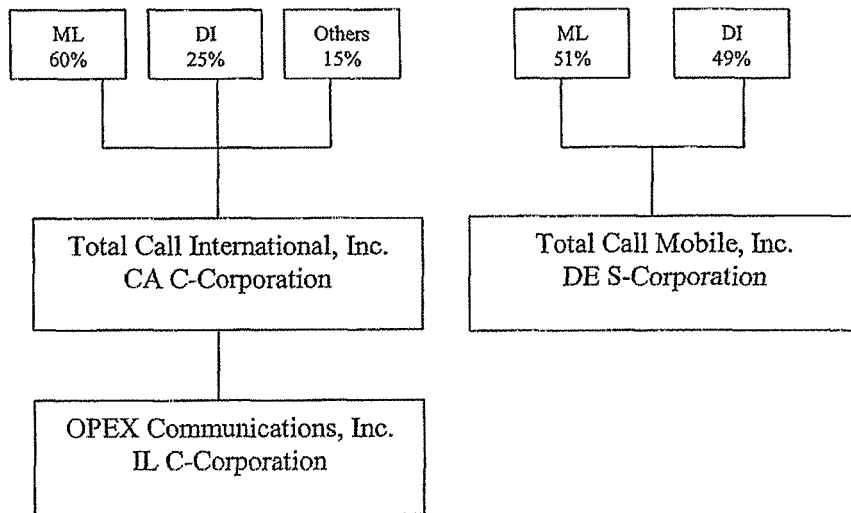 ML
60%
DI
25%
Others
15%
ML
51%
DI
49%
Total Call International, Inc.
CA C-Corporation
Total Call Mobile, Inc.
DE S-Corporation
OPEX Communications, Inc.
IL C-Corporation